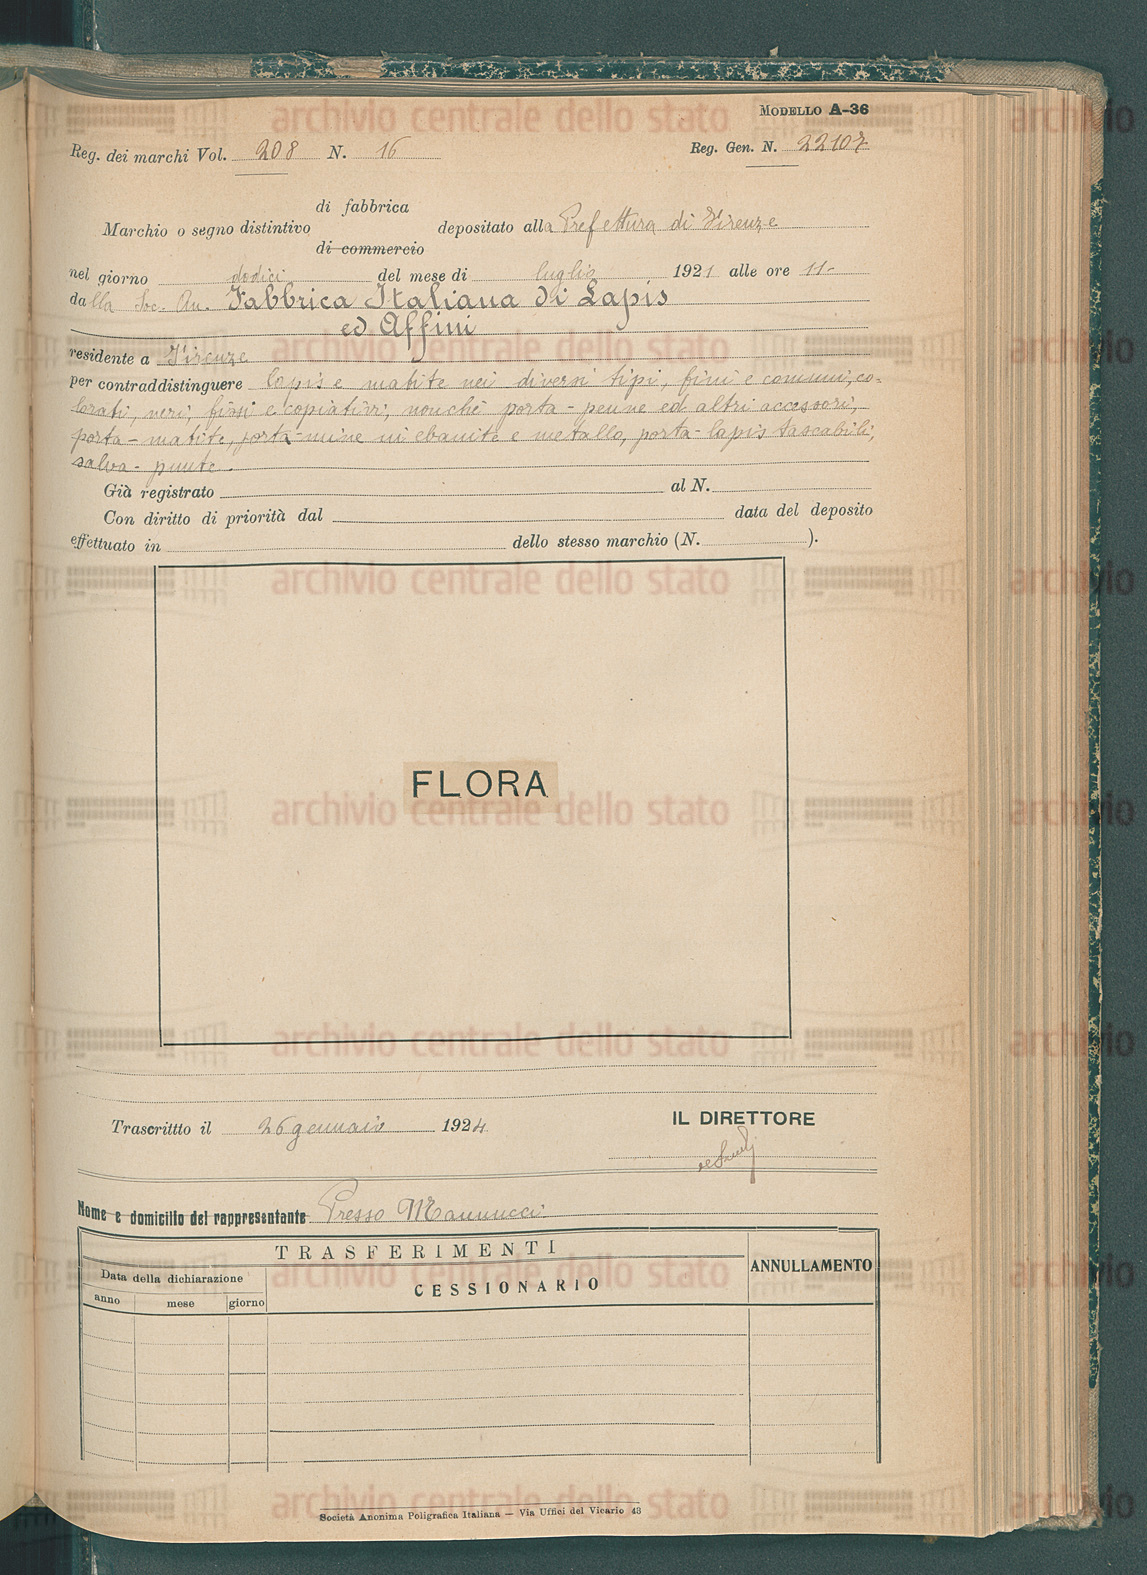 MODELLO A-36
Reg. dei marchi Vol. 208 N. 16 Reg. Gen. N. 22107
di fabbrica
Marchio o segno distintivo depositato alla Prefettura di Firenze
di commercio
nel giorno dodici del mese di luglio 1921 alle ore 11-
dalla Soc. An. Fabbrica Italiana di Lapis
ed Affini
residente a Firenze
per contraddistinguere lapis e matite nei diversi tipi, fini e comuni, co-
lorati, neri, fissi e copiativi, nonchè porta-penne ed altri accessori,
porta-matite, porta-mine in ebanite e metallo, porta-lapis tascabili,
salva-punte.
Già registrato al N.
Con diritto di priorità dal data del deposito
effettuato in dello stesso marchio (N. ).
FLORA
Trascrittto il 26 gennaio 1924
IL DIRETTORE
Nome e domicilio del rappresentante Presso Mannucci
TRASFERIMENTI
ANNULLAMENTO
Data della dichiarazione
CESSIONARIO
anno mese giorno
Società Anonima Poligrafica Italiana — Via Uffici del Vicario 43
archivio centrale dello stato